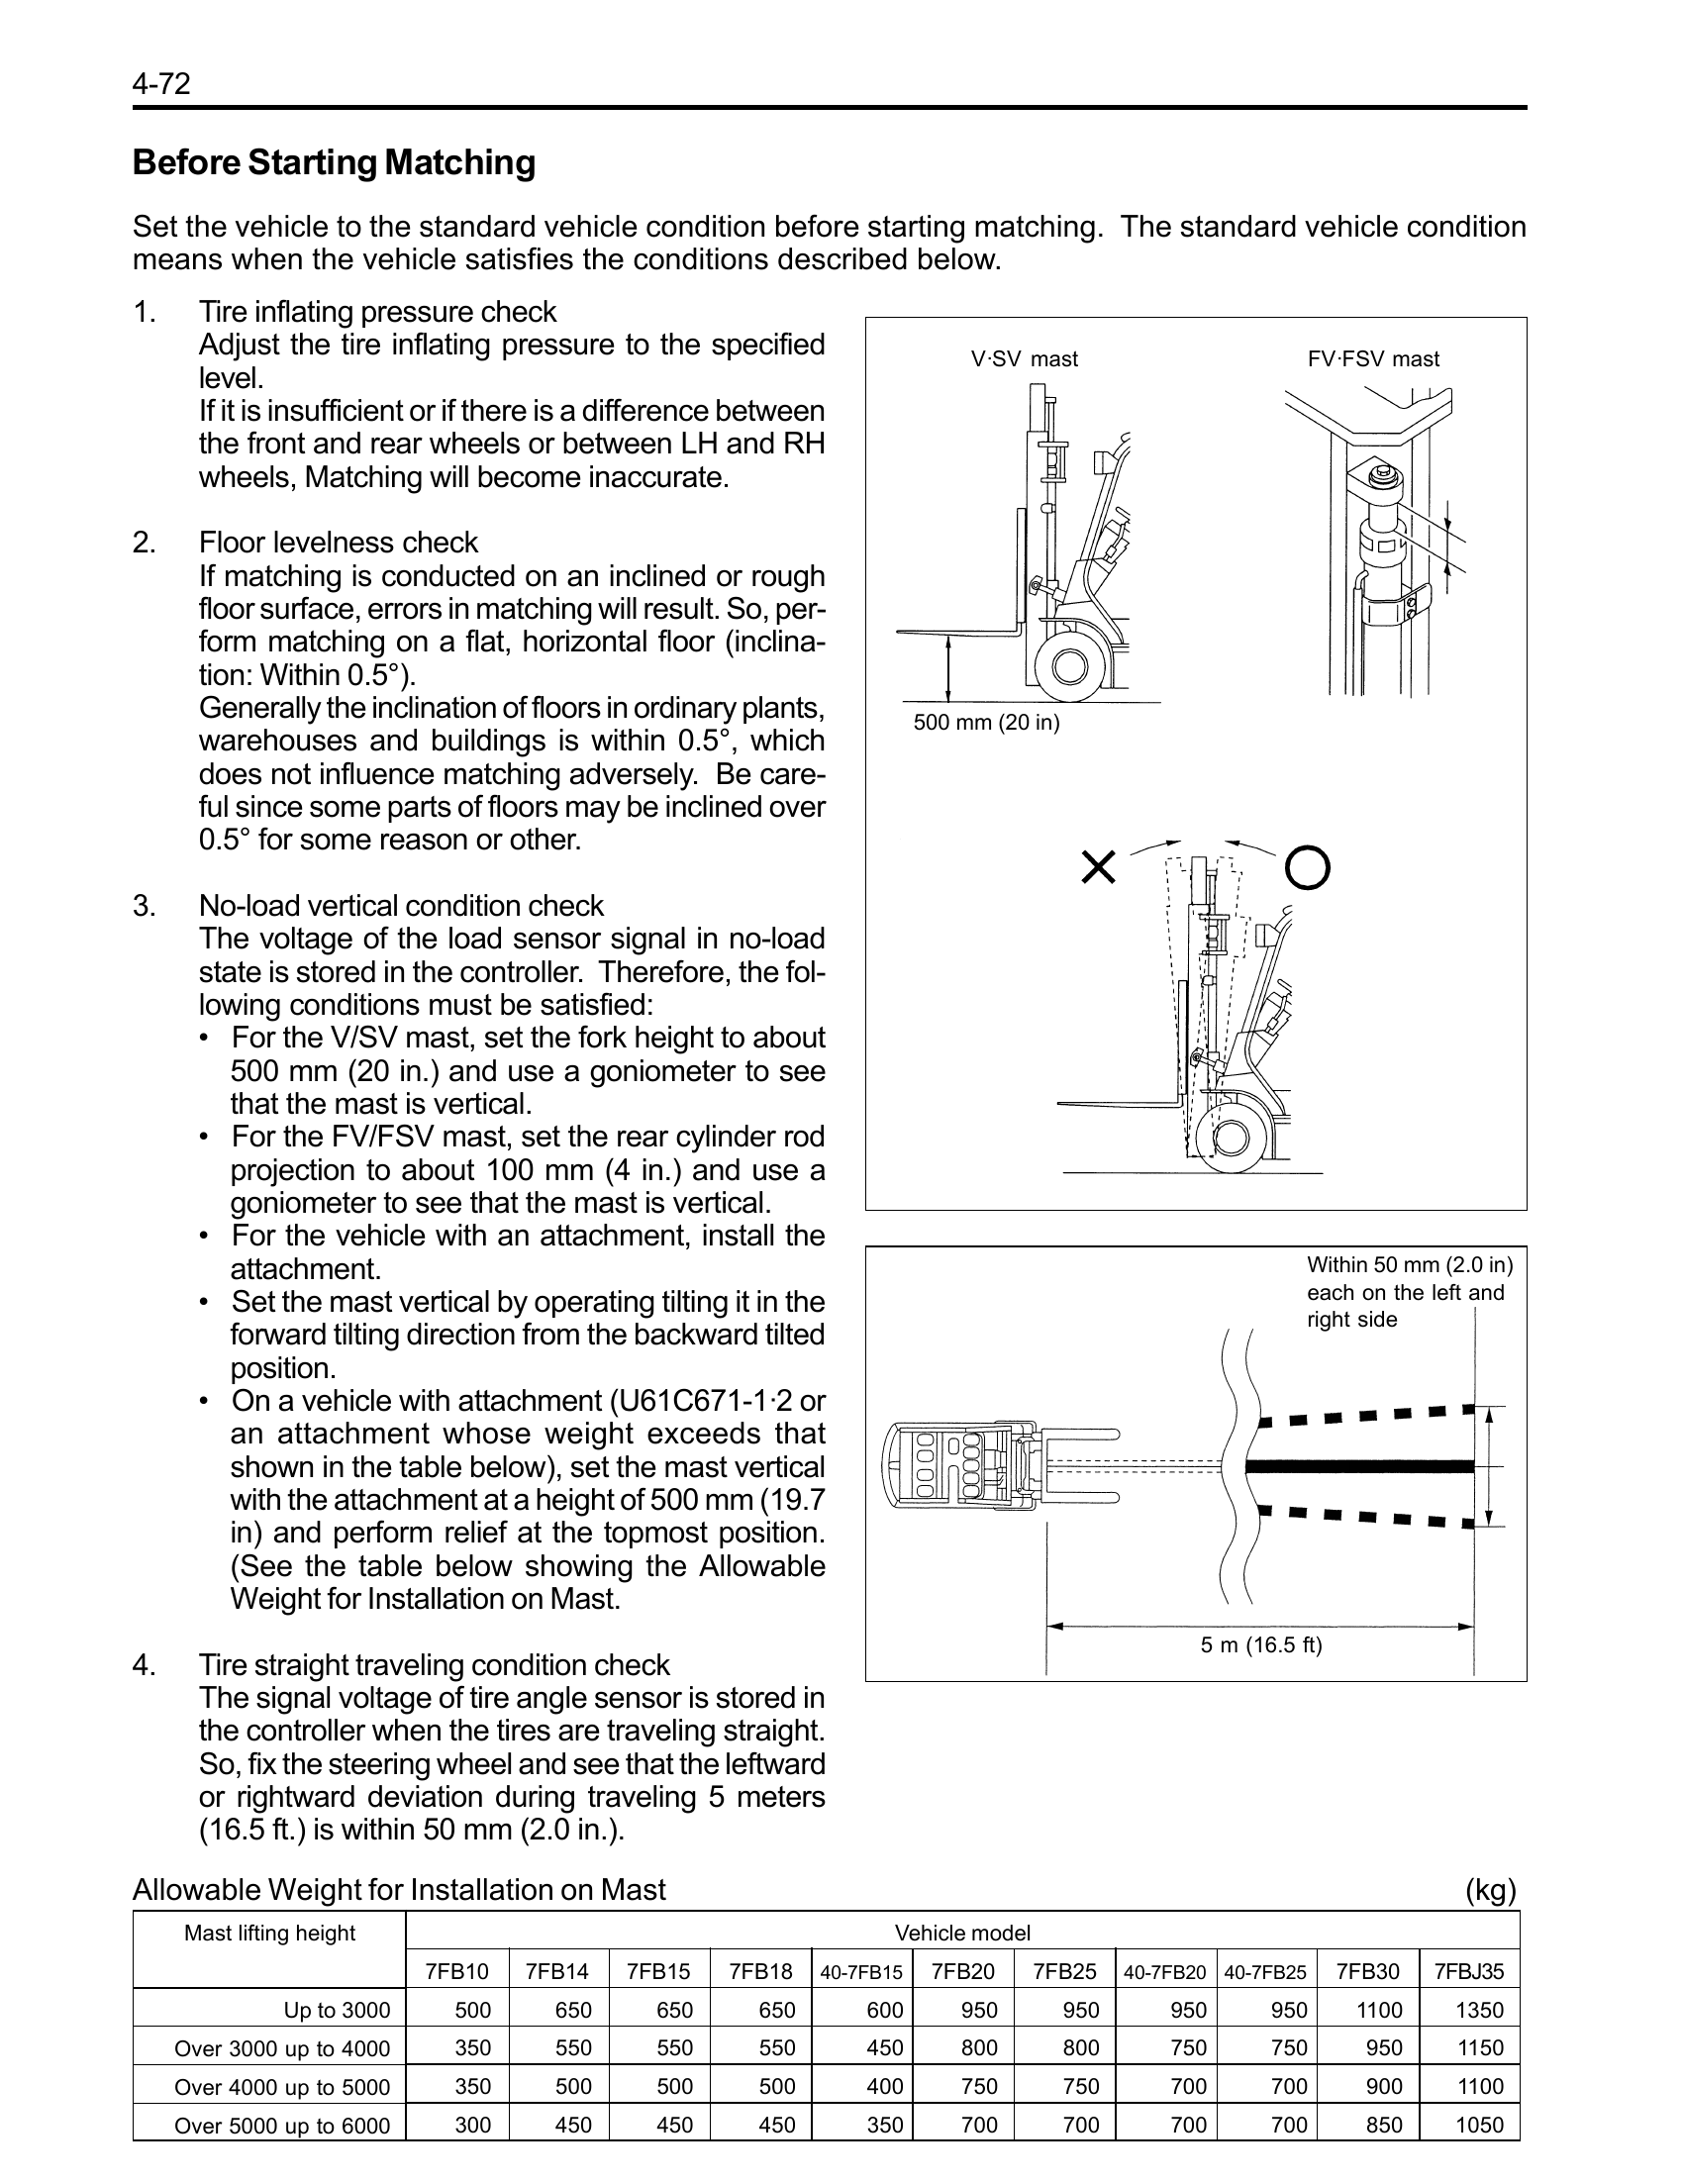 4-72
Before Starting Matching
Set the vehicle to the standard vehicle condition before starting matching.  The standard vehicle condition
means when the vehicle satisfies the conditions described below.
1. Tire inflating pressure check
Adjust the tire inflating pressure to the specified
level.
If it is insufficient or if there is a difference between
the front and rear wheels or between LH and RH
wheels, Matching will become inaccurate.
2. Floor levelness check
If matching is conducted on an inclined or rough
floor surface, errors in matching will result. So, per-
form matching on a flat, horizontal floor (inclina-
tion: Within 0.5°).
Generally the inclination of floors in ordinary plants,
warehouses and buildings is within 0.5°, which
does not influence matching adversely.  Be care-
ful since some parts of floors may be inclined over
0.5° for some reason or other.
3. No-load vertical condition check
The voltage of the load sensor signal in no-load
state is stored in the controller.  Therefore, the fol-
lowing conditions must be satisfied:
• For the V/SV mast, set the fork height to about
500 mm (20 in.) and use a goniometer to see
that the mast is vertical.
• For the FV/FSV mast, set the rear cylinder rod
projection to about 100 mm (4 in.) and use a
goniometer to see that the mast is vertical.
• For the vehicle with an attachment, install the
attachment.
• Set the mast vertical by operating tilting it in the
forward tilting direction from the backward tilted
position.
• On a vehicle with attachment (U61C671-1·2 or
an attachment whose weight exceeds that
shown in the table below), set the mast vertical
with the attachment at a height of 500 mm (19.7
in) and perform relief at the topmost position.
(See the table below showing the Allowable
Weight for Installation on Mast.
4. Tire straight traveling condition check
The signal voltage of tire angle sensor is stored in
the controller when the tires are traveling straight.
So, fix the steering wheel and see that the leftward
or rightward deviation during traveling 5 meters
(16.5 ft.) is within 50 mm (2.0 in.).
V·SV mast FV·FSV mast
500 mm (20 in)
Within 50 mm (2.0 in)
each on the left and
right side
5 m (16.5 ft)
Allowable Weight for Installation on Mast (kg)
Mast lifting height Vehicle model
7FB10 7FB14 7FB15 7FB18 40-7FB15 7FB20 7FB25 40-7FB20 40-7FB25 7FB30 7FBJ35
Up to 3000 500 650 650 650 600 950 950 950 950 1100 1350
Over 3000 up to 4000 350 550 550 550 450 800 800 750 750 950 1150
Over 4000 up to 5000 350 500 500 500 400 750 750 700 700 900 1100
Over 5000 up to 6000 300 450 450 450 350 700 700 700 700 850 1050